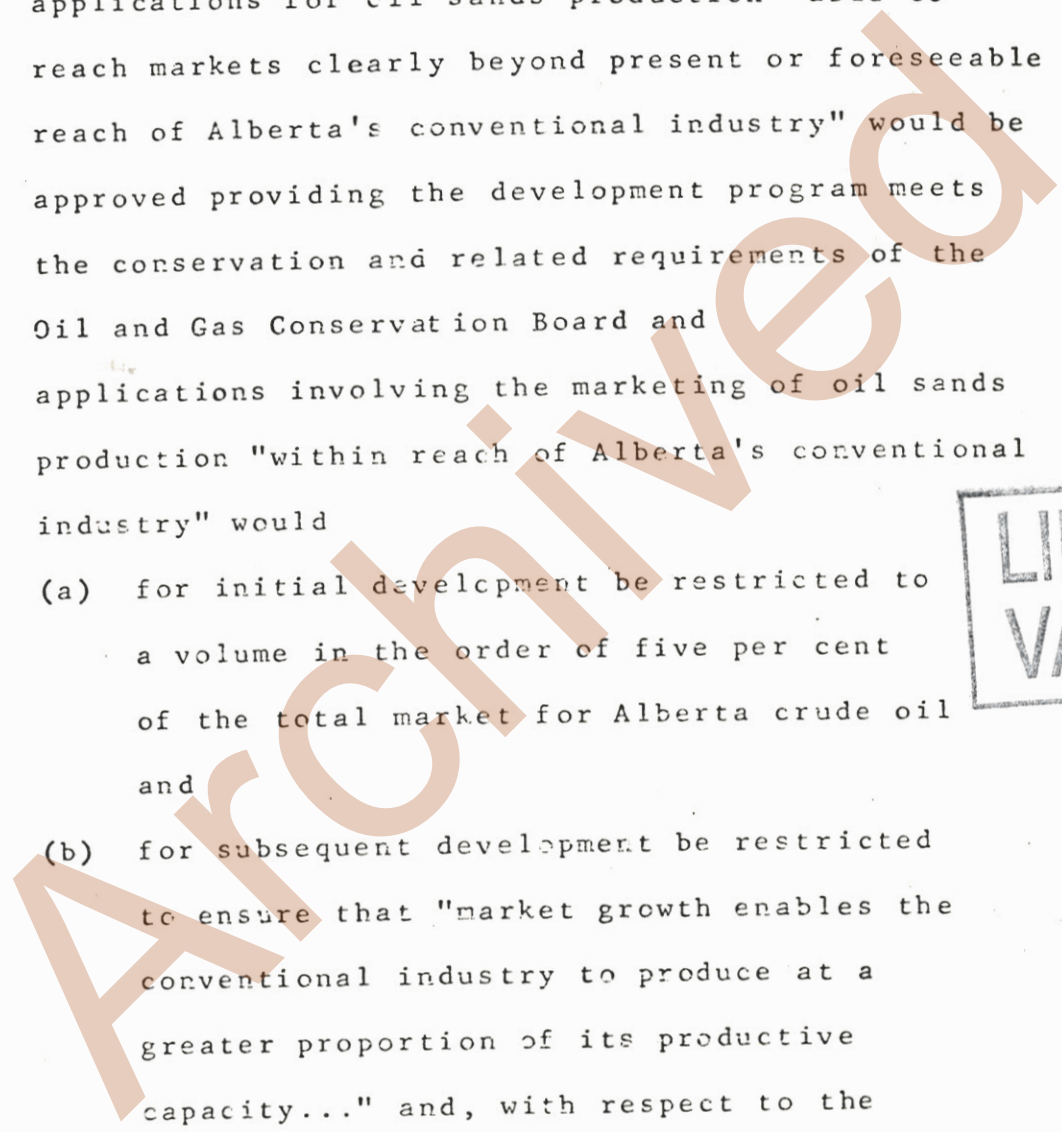 applications for oil sands production
reach markets clearly beyond present or foreseeable
reach of Alberta's conventional industry" would be
approved providing the development program meets
the conservation and related requirements of the
Oil and Gas Conservation Board and
applications involving the marketing of oil sands
production "within reach of Alberta's conventional
industry" would
(a) for initial development be restricted to
a volume in the order of five per cent
of the total market for Alberta crude oil
and
(b) for subsequent development be restricted
to ensure that "market growth enables the
conventional industry to produce at a
greater proportion of its productive
capacity..." and, with respect to the
Archived